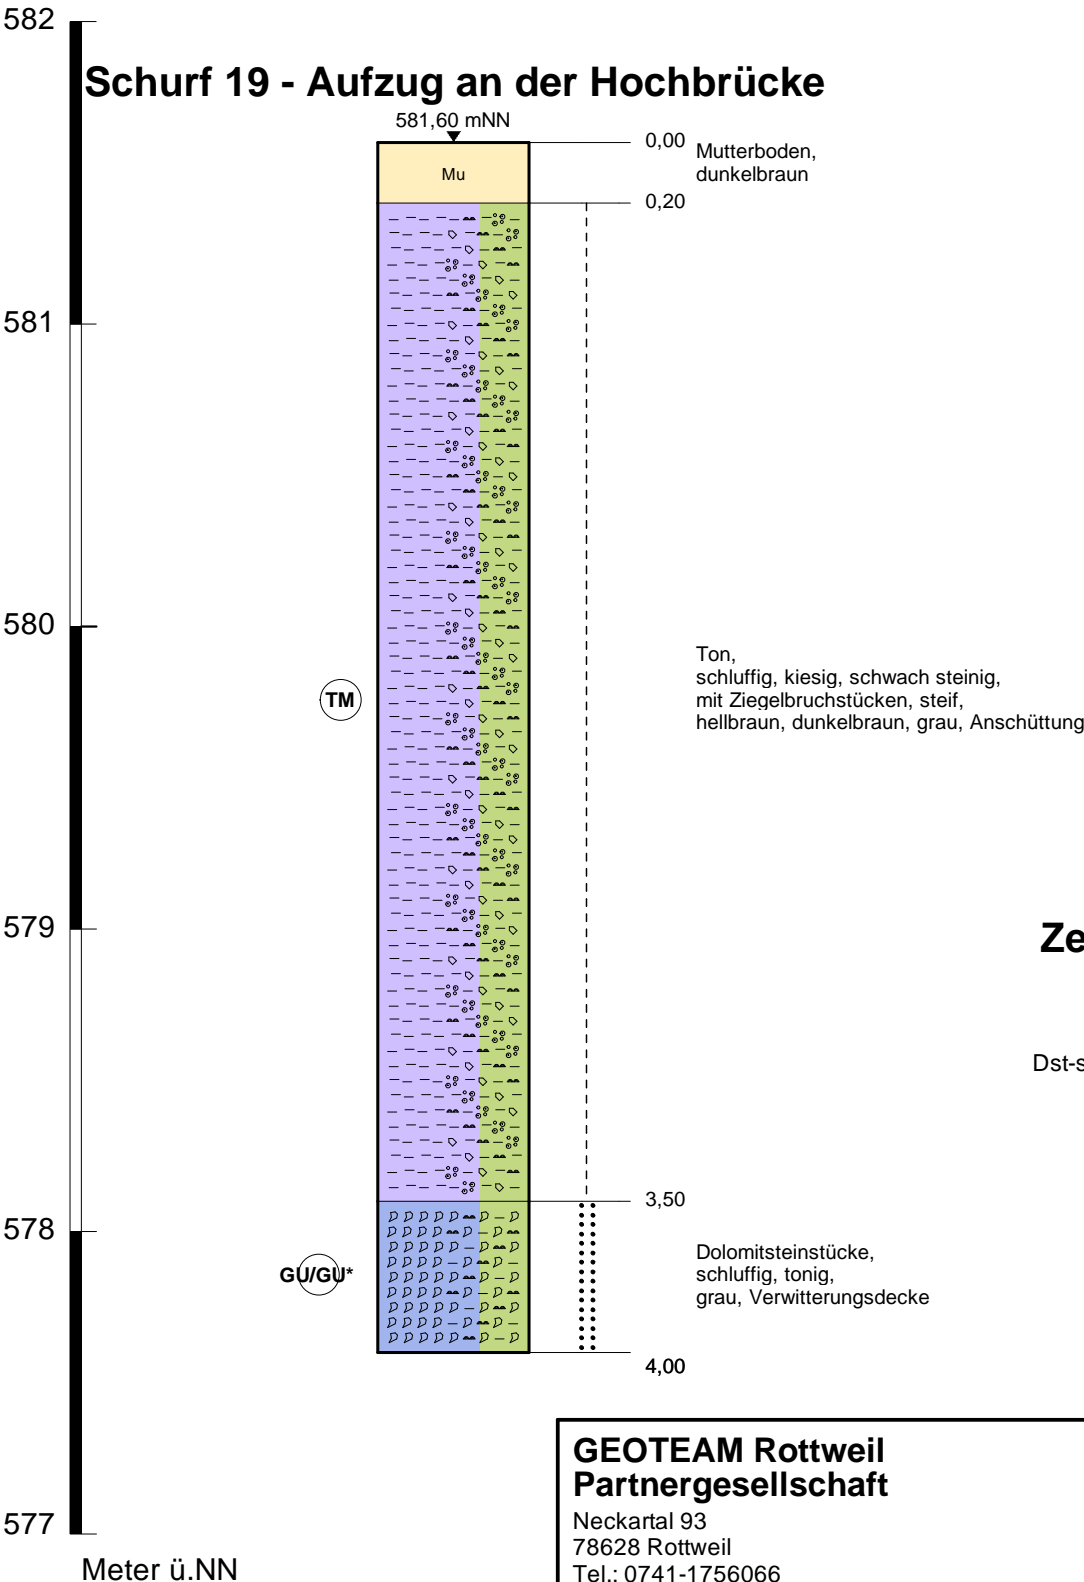 582
Schurf 19 - Aufzug an der Hochbrücke
581,60 mNN
0,00
Mutterboden,
dunkelbraun
Mu
0,20
581
580
Ton,
schluffig, kiesig, schwach steinig,
mit Ziegelbruchstücken, steif,
hellbraun, dunkelbraun, grau, Anschüttung
TM
579
Ze
Dst-s
3,50
578
Dolomitsteinstücke,
schluffig, tonig,
grau, Verwitterungsdecke
GU/GU*
4,00
GEOTEAM Rottweil
Partnergesellschaft
Neckartal 93
78628 Rottweil
Tel.: 0741-1756066
577
Meter ü.NN